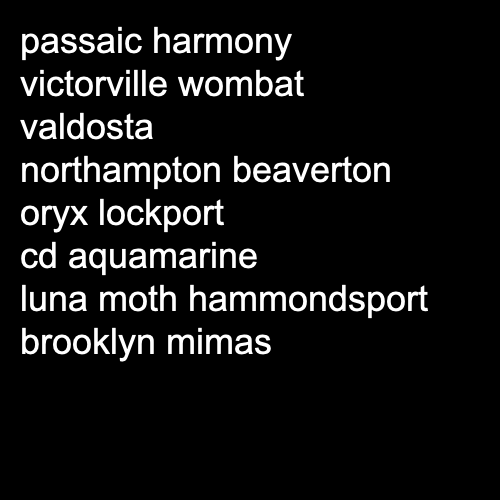 passaic harmony
victorville wombat
valdosta
northampton beaverton
oryx lockport
cd aquamarine
luna moth hammondsport
brooklyn mimas